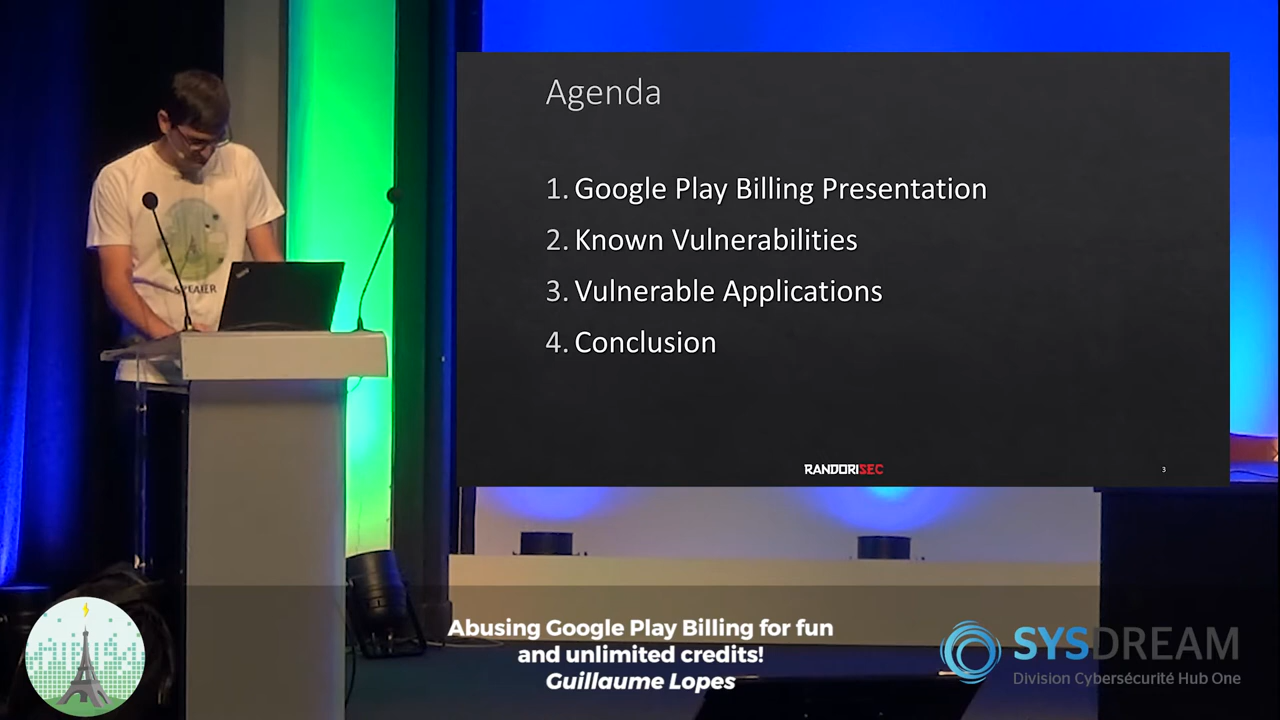 Agenda
1. Google Play Billing Presentation
2. Known Vulnerabilities
3. Vulnerable Applications
4. Conclusion
RANDORISEC
3
SPEAKER
Abusing Google Play Billing for fun
and unlimited credits!
Guillaume Lopes
SYSDREAM
Division Cybersécurité Hub One